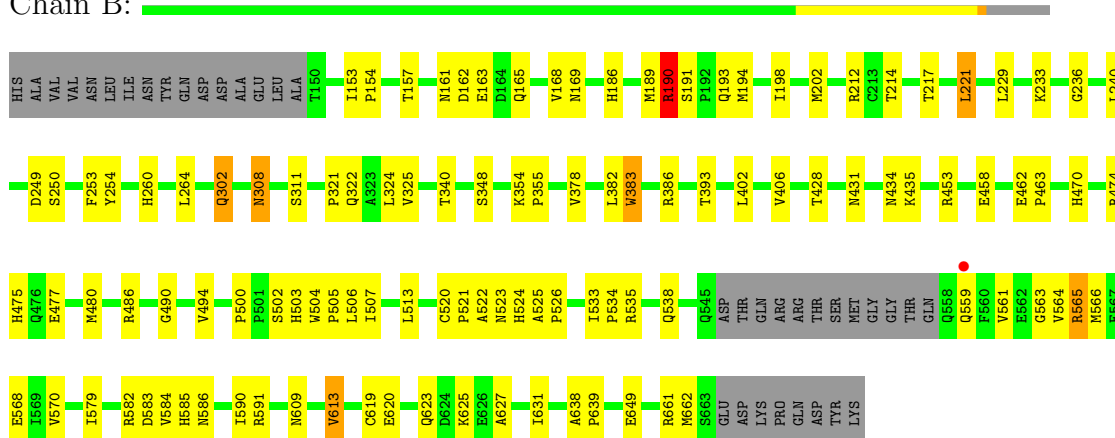 Chain B:
HIS ALA VAL VAL ASN LEU ILE ASN TYR GLN ASP ASP ALA GLU LEU ALA T150 I153 P154 T157 N161 D162 E163 D164 Q165 V168 N169 H186 M189 R190 S191 P192 Q193 M194 I198 M202 R212 C213 T214 T217 L221 L229 K233 G236 L240
D249 S250 F253 Y254 H260 L264 Q302 N308 S311 P321 Q322 A323 L324 V325 T340 S348 K354 P355 V378 L382 W383 R386 T393 L402 V406 T428 N431 N434 K435 R453 E458 E462 P463 H470 R474
H475 Q476 E477 M480 R486 G490 V494 P500 P501 S502 H503 W504 P505 L506 I507 L513 C520 P521 A522 N523 H524 A525 P526 I533 P534 R535 Q538 Q545 ASP THR GLN ARG ARG THR SER MET GLY GLY THR GLN Q558 Q559 F560 V561 E562 G563 V564 R565 M566 E567
E568 I569 V570 I579 R582 D583 V584 H585 N586 I590 R591 N609 V613 C619 E620 Q623 D624 K625 E626 A627 I631 A638 P639 E649 R661 M662 S663 GLU ASP LYS PRO GLN ASP TYR LYS